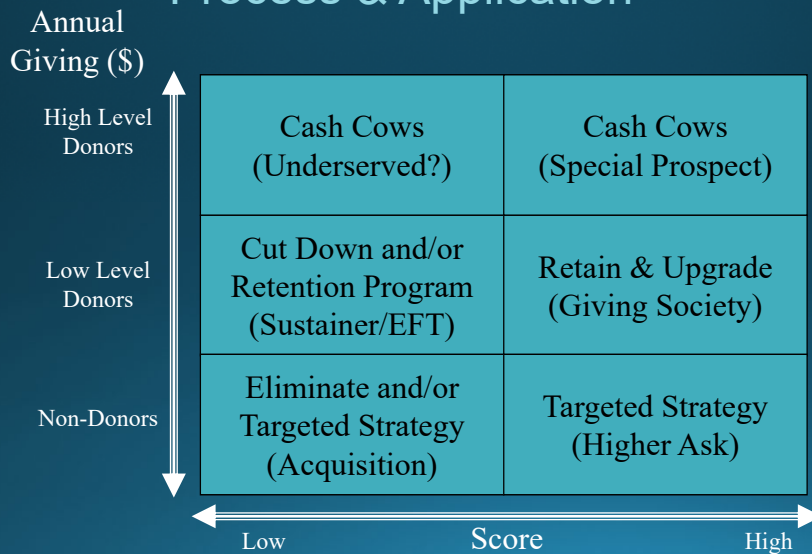 Process & Application
Annual
Giving ($)
High Level
Donors
Cash Cows
(Underserved?)
Cash Cows
(Special Prospect)
Low Level
Donors
Cut Down and/or
Retention Program
(Sustainer/EFT)
Retain & Upgrade
(Giving Society)
Non-Donors
Eliminate and/or
Targeted Strategy
(Acquisition)
Targeted Strategy
(Higher Ask)
Low
Score
High